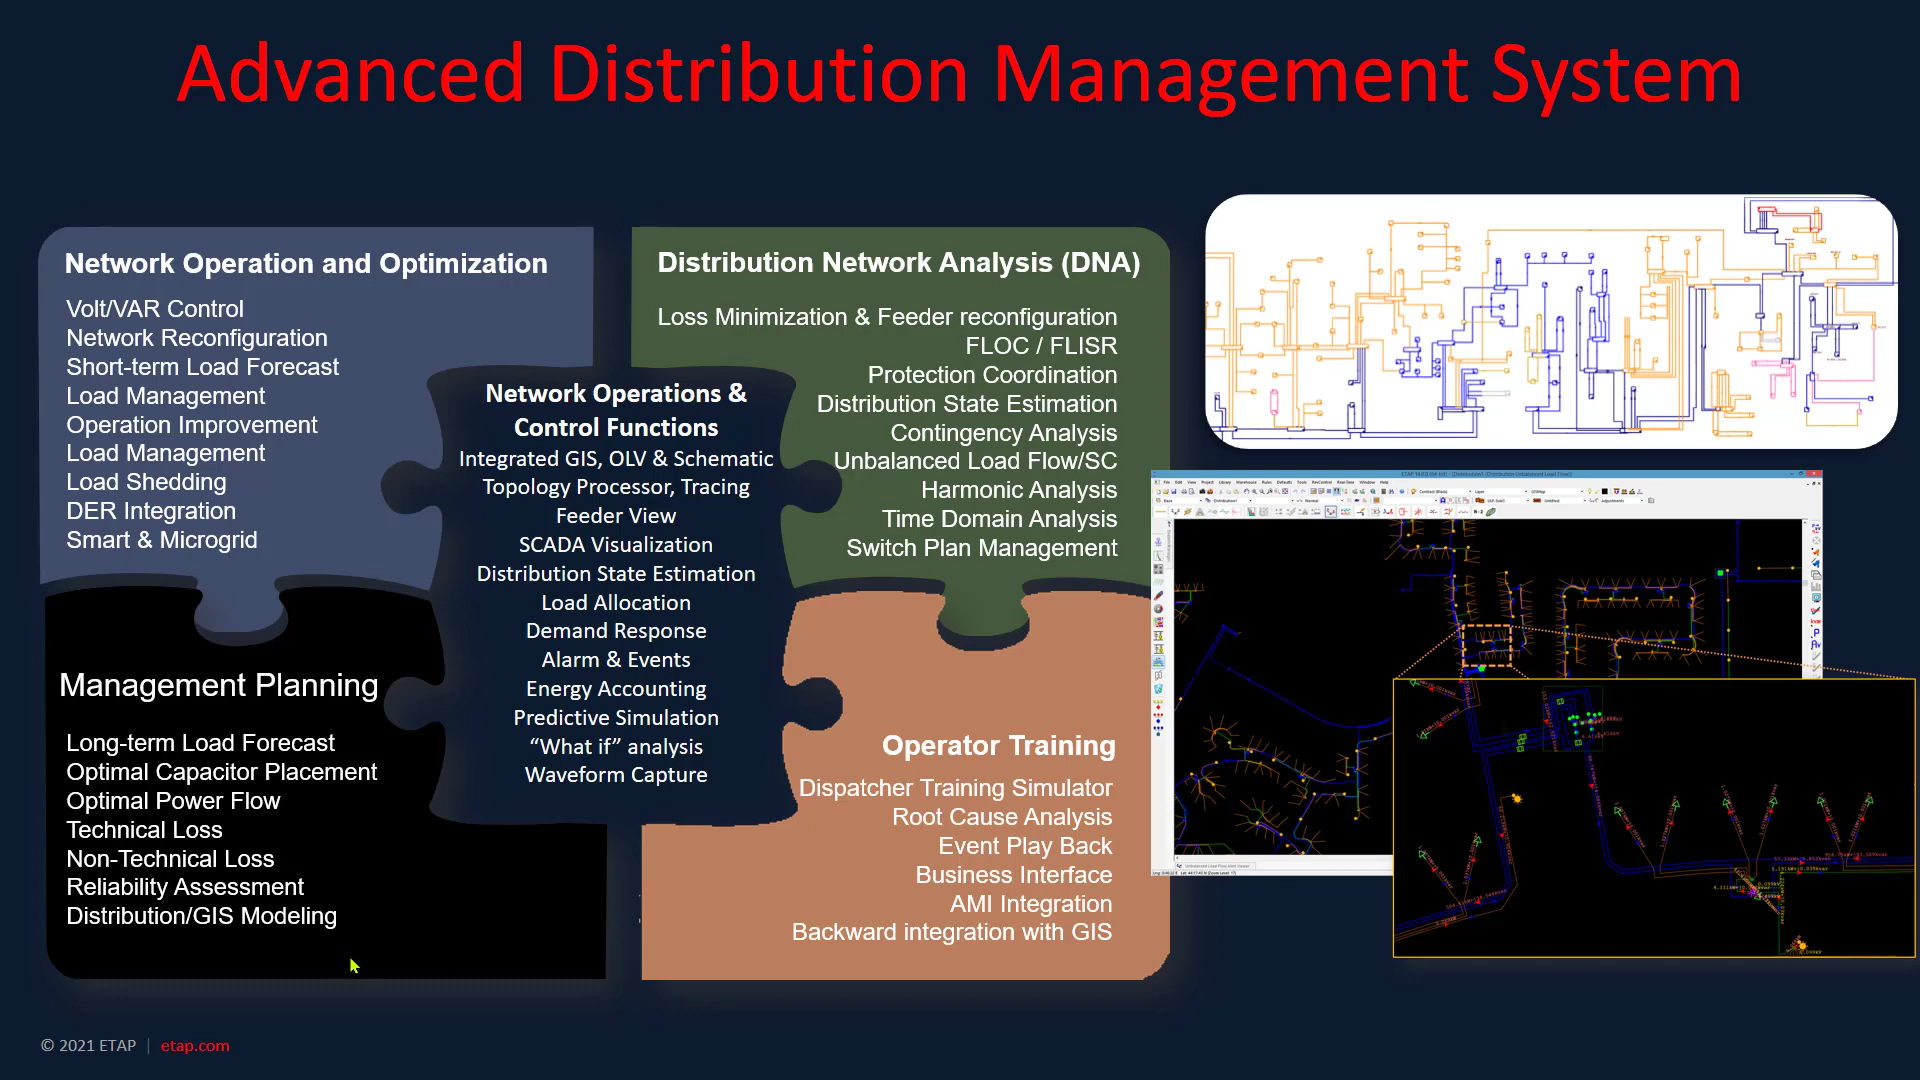 Advanced Distribution Management System
Network Operation and Optimization
Volt/VAR Control
Network Reconfiguration
Short-term Load Forecast
Load Management
Operation Improvement
Load Management
Load Shedding
DER Integration
Smart & Microgrid
Distribution Network Analysis (DNA)
Loss Minimization & Feeder reconfiguration
FLOC / FLISR
Protection Coordination
Distribution State Estimation
Contingency Analysis
Unbalanced Load Flow/SC
Harmonic Analysis
Time Domain Analysis
Switch Plan Management
Network Operations &
Control Functions
Integrated GIS, OLV & Schematic
Topology Processor, Tracing
Feeder View
SCADA Visualization
Distribution State Estimation
Load Allocation
Demand Response
Alarm & Events
Energy Accounting
Predictive Simulation
“What if” analysis
Waveform Capture
Management Planning
Long-term Load Forecast
Optimal Capacitor Placement
Optimal Power Flow
Technical Loss
Non-Technical Loss
Reliability Assessment
Distribution/GIS Modeling
Operator Training
Dispatcher Training Simulator
Root Cause Analysis
Event Play Back
Business Interface
AMI Integration
Backward integration with GIS
© 2021 ETAP | etap.com